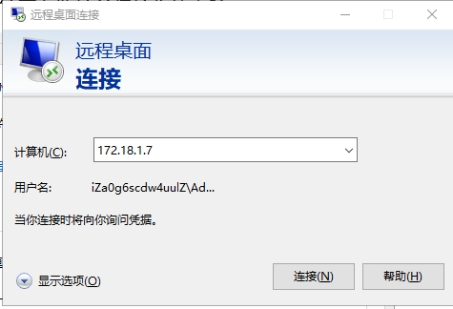 远程桌面连接
远程桌面
连接
计算机(C): 172.18.1.7
用户名: iZa0g6scdw4uulZ\Ad...
当你连接时将向你询问凭据。
显示选项(O) 连接(N) 帮助(H)